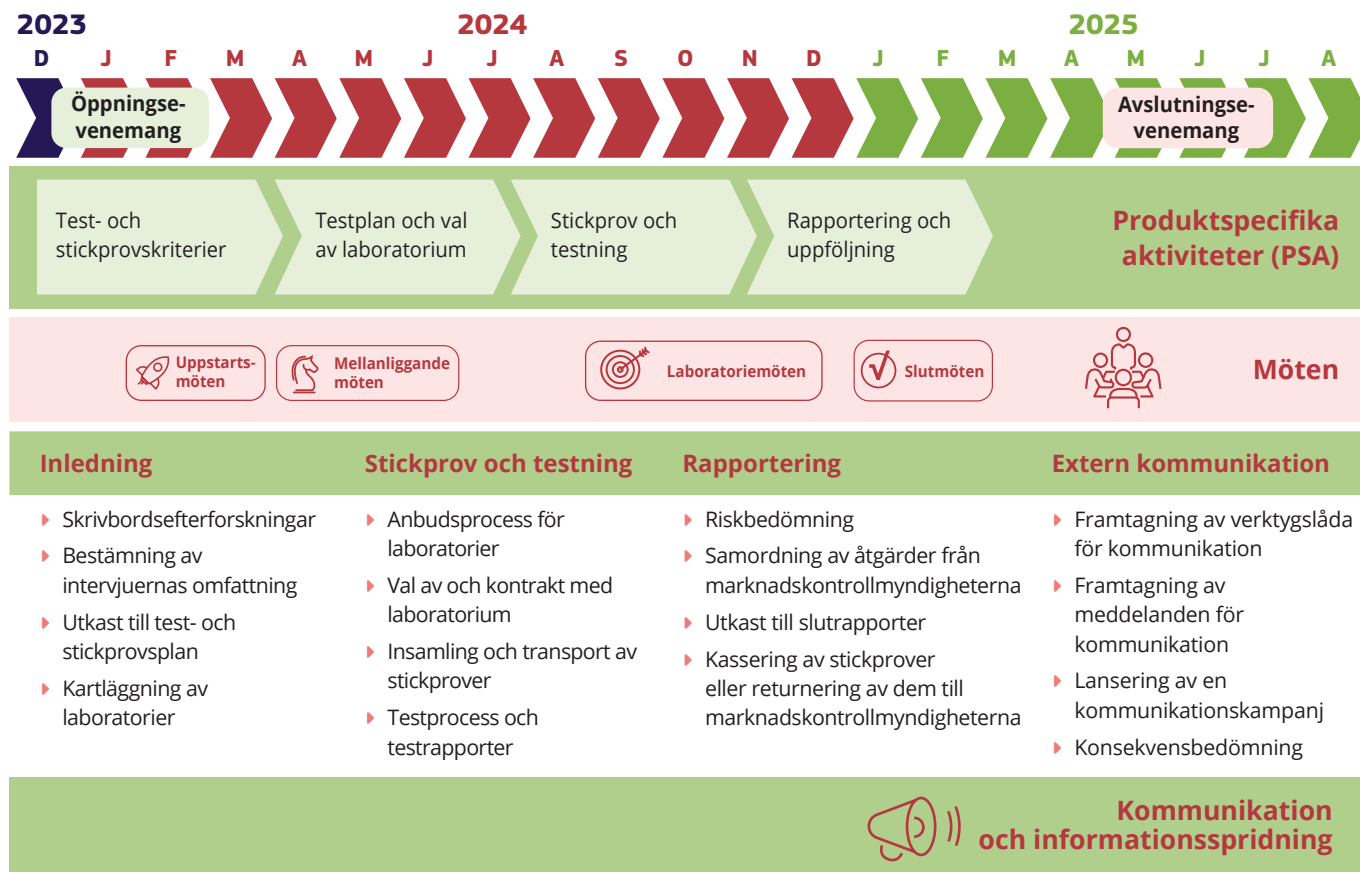 2023
2024
2025
D J F M A M J J A S O N D J F M A M J J A
Öppningse-
venemang
Avslutningse-
venemang
Test- och
stickprovskriterier
Testplan och val
av laboratorium
Stickprov och
testning
Rapportering och
uppföljning
Produktspecifika
aktiviteter (PSA)
Uppstarts-
möten
Mellanliggande
möten
Laboratoriemöten
Slutmöten
Möten
Inledning
Skrivbordsefterforskningar
Bestämning av
intervjuernas omfattning
Utkast till test- och
stickprovsplan
Kartläggning av
laboratorier
Stickprov och testning
Anbudsprocess för
laboratorier
Val av och kontrakt med
laboratorium
Insamling och transport av
stickprover
Testprocess och
testrapporter
Rapportering
Riskbedömning
Samordning av åtgärder från
marknadskontrollmyndigheterna
Utkast till slutrapporter
Kassering av stickprover
eller returnering av dem till
marknadskontrollmyndigheterna
Extern kommunikation
Framtagning av verktygslåda
för kommunikation
Framtagning av
meddelanden för
kommunikation
Lansering av en
kommunikationskampanj
Konsekvensbedömning
Kommunikation
och informationsspridning